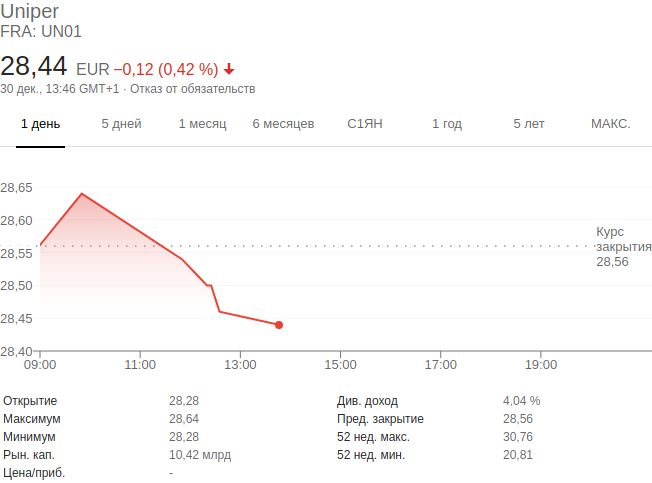 Uniper
FRA: UN01
28,44 EUR −0,12 (0,42 %)
30 дек., 13:46 GMT+1 · Отказ от обязательств
1 день 5 дней 1 месяц 6 месяцев С1ЯН 1 год 5 лет МАКС.
28,65
28,60
28,55
28,50
28,45
28,40
Курс
закрытия
28,56
09:00 11:00 13:00 15:00 17:00 19:00
Открытие 28,28 Див. доход 4,04 %
Максимум 28,64 Пред. закрытие 28,56
Минимум 28,28 52 нед. макс. 30,76
Рын. кап. 10,42 млрд 52 нед. мин. 20,81
Цена/приб. -